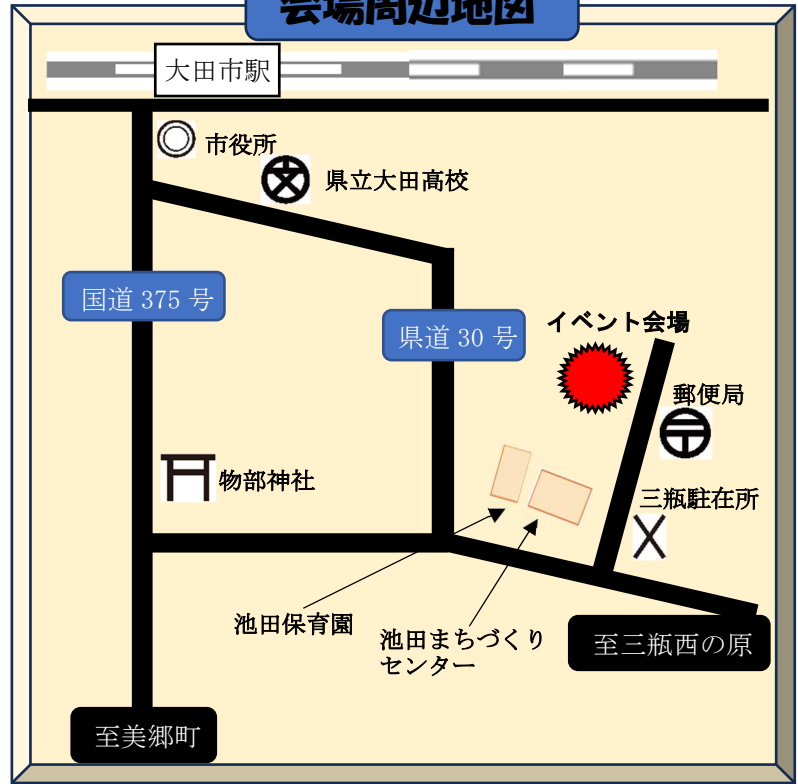 会場周辺地図
大田市駅
市役所
県立大田高校
国道 375 号
県道 30 号
イベント会場
郵便局
物部神社
三瓶駐在所
池田保育園
池田まちづくり
センター
至三瓶西の原
至美郷町